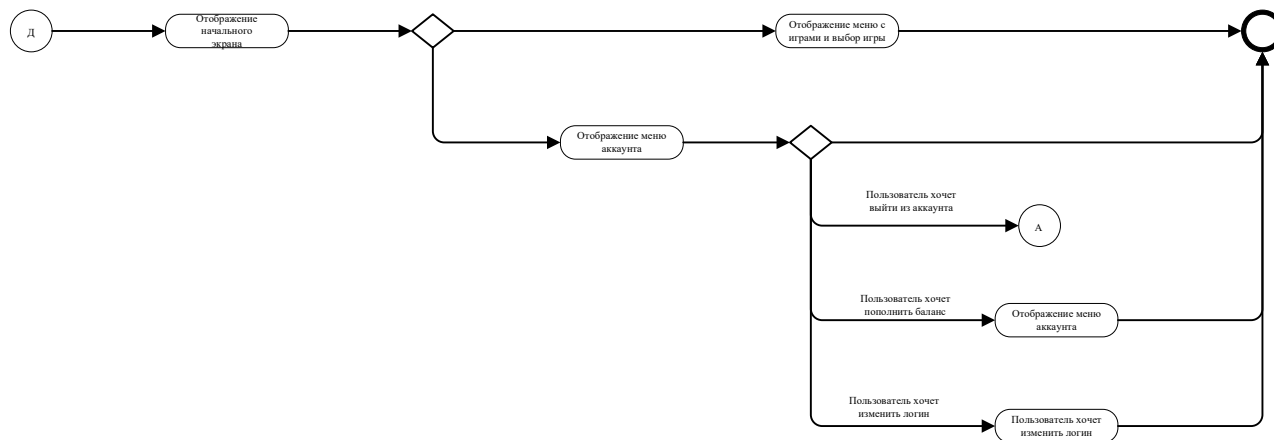 Д
Отображение
начального
экрана
Отображение меню с
играми и выбор игры
Отображение меню
аккаунта
Пользователь хочет
выйти из аккаунта
А
Пользователь хочет
пополнить баланс
Отображение меню
аккаунта
Пользователь хочет
изменить логин
Пользователь хочет
изменить логин